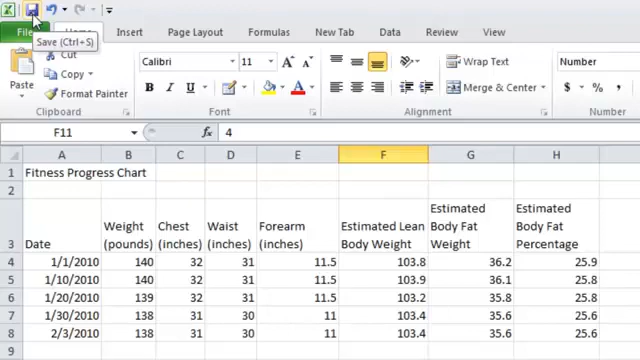 File Home Insert Page Layout Formulas Data Review View
Save (Ctrl+S)
Cut
Copy
Format Painter
Paste
Clipboard
Calibri 11 A A
B I U A
Font
Wrap Text
Merge & Center
Alignment
Number
$ % ,
Number
F11 fx 4
A B C D E F G H
1 Fitness Progress Chart
2
Estimated Estimated
Weight Chest Waist Forearm Estimated Lean Body Fat Body Fat
3 Date (pounds) (inches) (inches) (inches) Body Weight Weight Percentage
4 1/1/2010 140 32 31 11.5 103.8 36.2 25.9
5 1/10/2010 140 32 31 11.5 103.9 36.1 25.8
6 1/20/2010 139 32 31 11.5 103.2 35.8 25.8
7 1/30/2010 138 31 30 11 103.4 35.6 25.6
8 2/3/2010 138 31 30 11 103.4 35.6 25.6
9